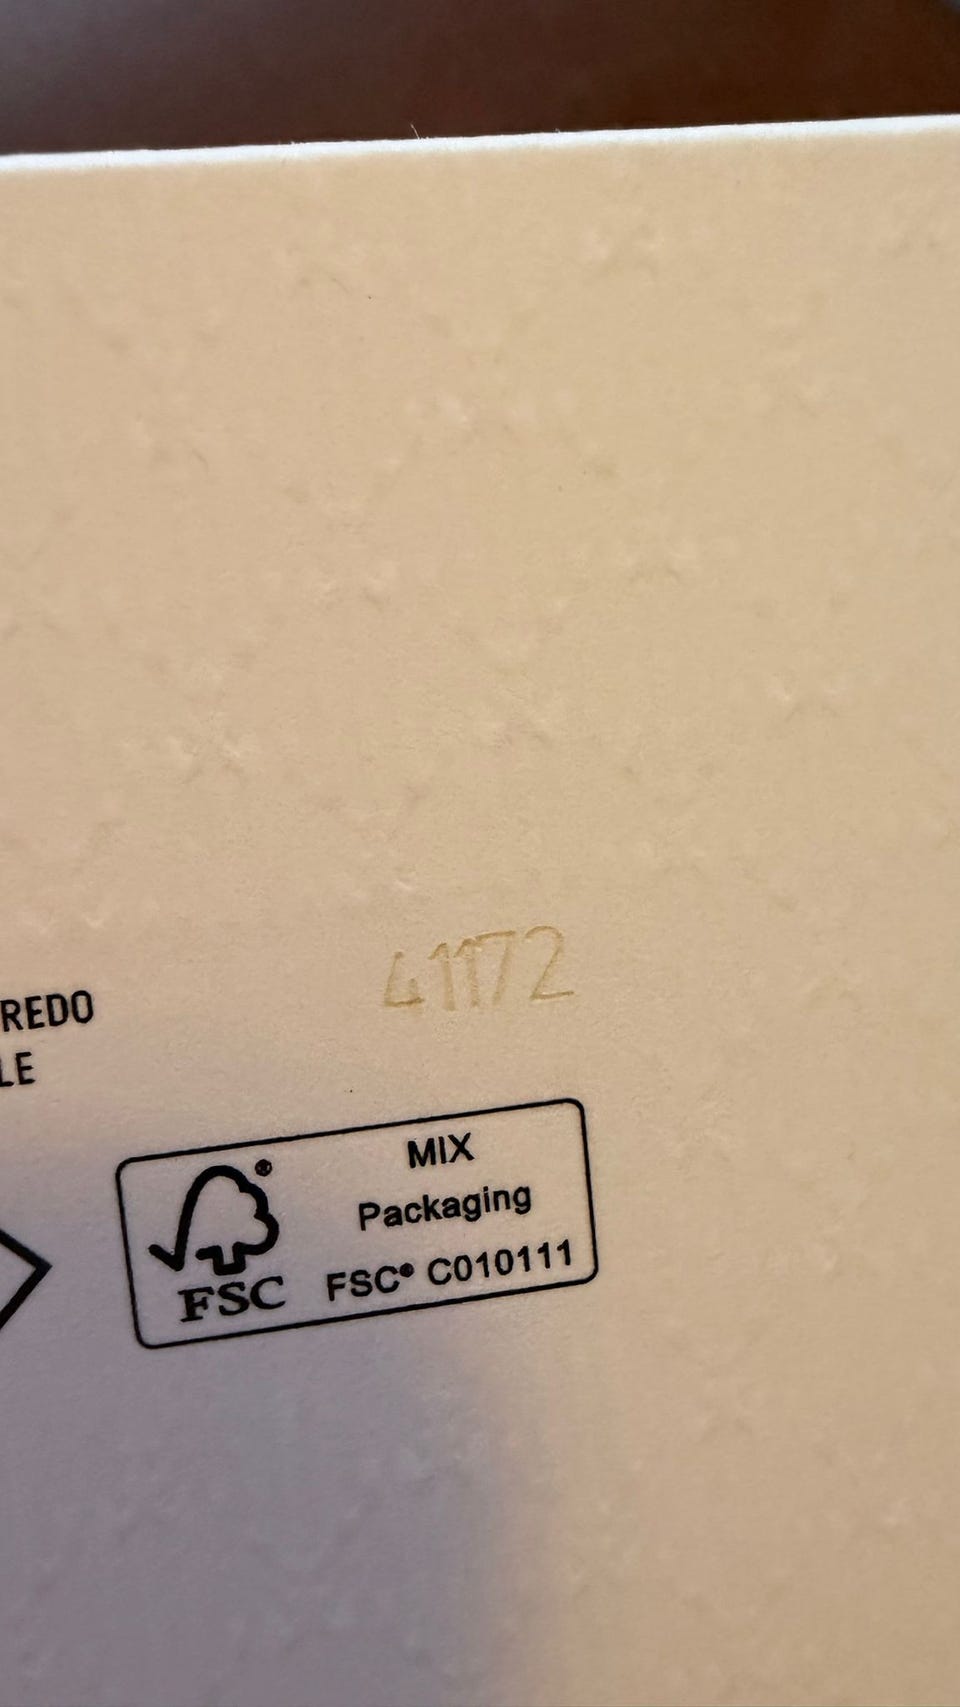 41172
REDO
LE
MIX
Packaging
FSC® C010111
®
FSC